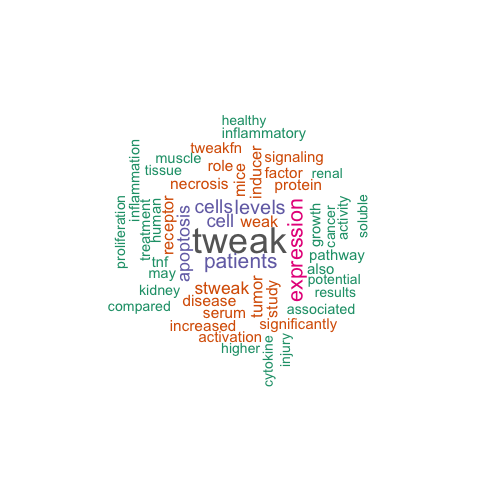 healthy
inflammatory
tweakfn
signaling
muscle
inducer
role
mice
factor
renal
tissue
necrosis
protein
inflammation
proliferation
treatment
human
receptor
apoptosis
cells
levels
cell
weak
expression
growth
cancer
activity
soluble
tweak
patients
pathway
tnf
may
also
potential
kidney
stweak
tumor
study
results
disease
compared
serum
associated
increased
significantly
activation
higher
cytokine
injury